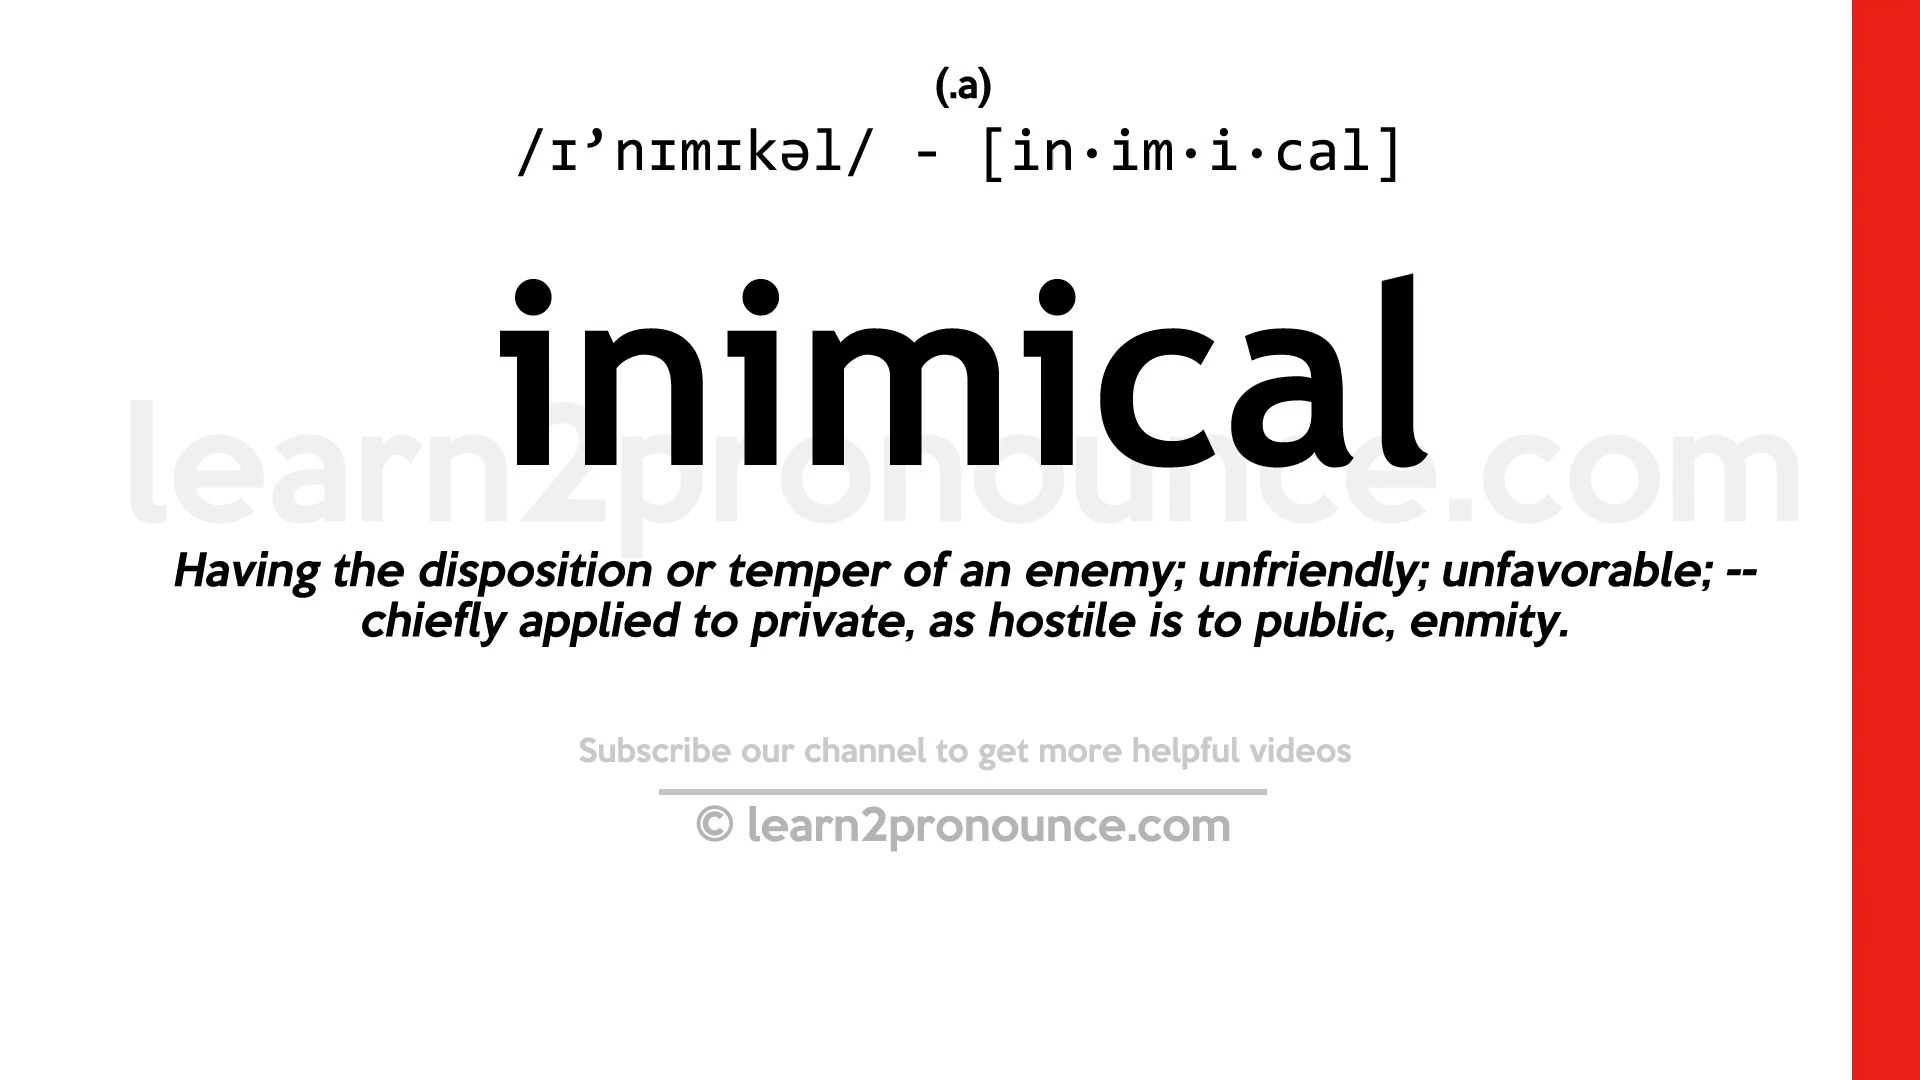 (.a)
/ɪ’nɪmɪkəl/ - [in·im·i·cal]
inimical
learn2pronounce.com
Having the disposition or temper of an enemy; unfriendly; unfavorable; --
chiefly applied to private, as hostile is to public, enmity.
Subscribe our channel to get more helpful videos
© learn2pronounce.com